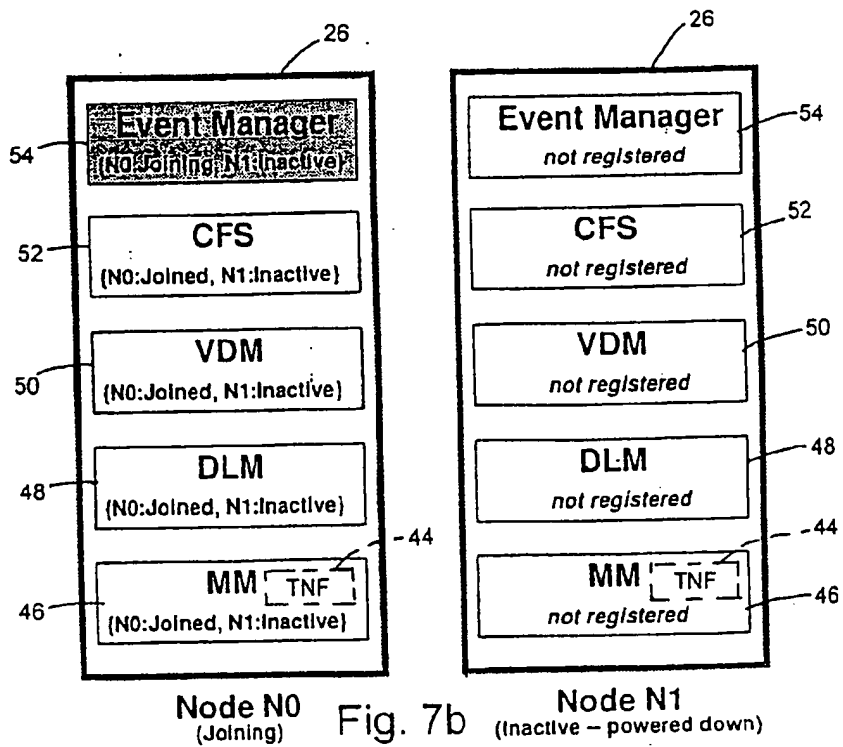 26
Event Manager
54
{N0:Joining, N1:Inactive}
CFS
52
{N0:Joined, N1:Inactive}
VDM
50
{N0:Joined, N1:Inactive}
DLM
48
{N0:Joined, N1:Inactive}
44
MM
TNF
46
{N0:Joined, N1:Inactive}
Node N0
(Joining)
26
Event Manager
54
not registered
CFS
52
not registered
VDM
50
not registered
DLM
48
not registered
44
MM
TNF
46
not registered
Node N1
(Inactive – powered down)
Fig. 7b